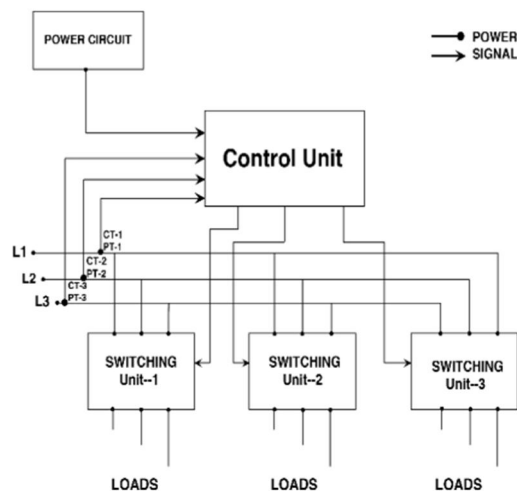 POWER CIRCUIT
POWER
SIGNAL
Control Unit
CT-1
L1
PT-1
CT-2
L2
PT-2
CT-3
L3
PT-3
SWITCHING
Unit--1
SWITCHING
Unit--2
SWITCHING
Unit--3
LOADS
LOADS
LOADS